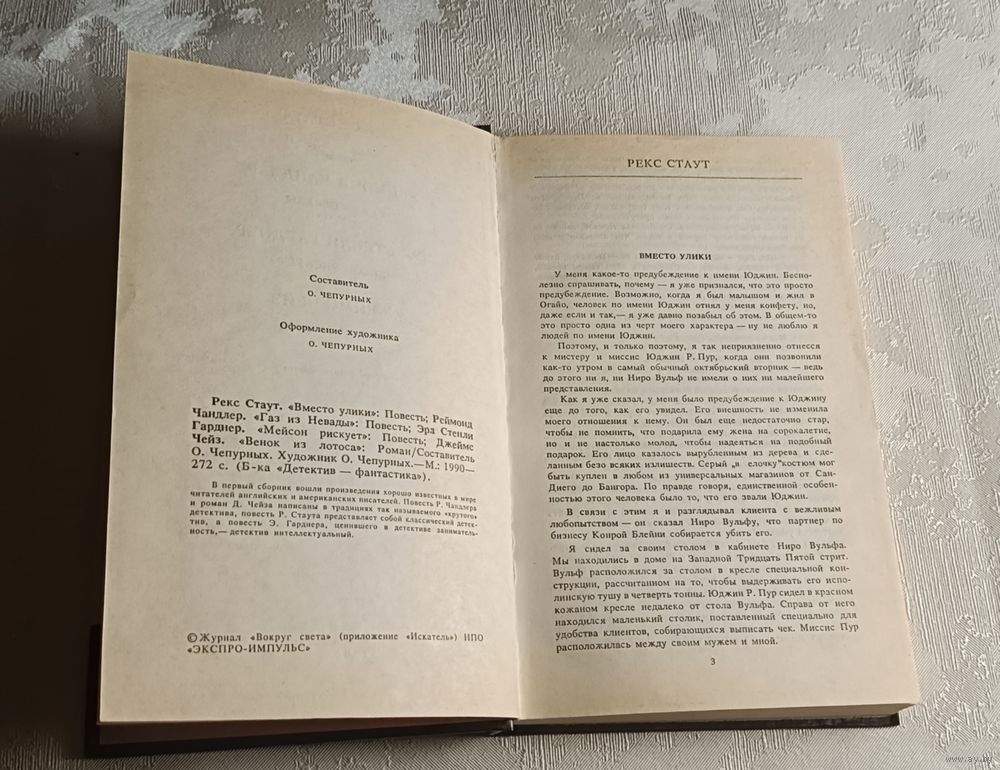 Составитель
О. ЧЕПУРНЫХ
Оформление художника
О. ЧЕПУРНЫХ
Рекс Стаут. «Вместо улики»: Повесть; Реймонд
Чандлер. «Газ из Невады»: Повесть; Эрл Стенли
Гарднер. «Мейсон рискует»: Повесть; Джеймс
Чейз. «Венок из лотоса»: Роман/Составитель
О. Чепурных. Художник О. Чепурных.—М.: 1990—
272 с. (Б-ка «Детектив — фантастика»).
В первый сборник вошли произведения хорошо известных в мире
читателей английских и американских писателей. Повесть Р. Чандлера
и роман Д. Чейза написаны в традициях так называемого «крутого»
детектива, повесть Р. Стаута представляет собой классический детек-
тив, а повесть Э. Гарднера, ценившего в детективе заниматель-
ность,— детектив интеллектуальный.
© Журнал «Вокруг света» (приложение «Искатель») НПО
«ЭКСПРО-ИМПУЛЬС»
РЕКС СТАУТ
ВМЕСТО УЛИКИ
У меня какое-то предубеждение к имени Юджин. Беспо-
лезно спрашивать, почему — я уже признался, что это просто
предубеждение. Возможно, когда я был малышом и жил в
Огайо, человек по имени Юджин отнял у меня конфету, но,
даже если и так,— я уже давно позабыл об этом. В общем-то
это просто одна из черт моего характера — ну не люблю я
людей по имени Юджин.
Поэтому, и только поэтому, я так неприязненно отнесся
к мистеру и миссис Юджин Р. Пур, когда они позвонили
как-то утром в самый обычный октябрьский вторник — ведь
до этого ни я, ни Ниро Вульф не имели о них ни малейшего
представления.
Как я уже сказал, у меня было предубеждение к Юджину
еще до того, как его увидел. Его внешность не изменила
моего отношения к нему. Он был еще недостаточно стар,
чтобы не помнить, что подарила ему жена на сорокалетие,
но и не настолько молод, чтобы надеяться на подобный
подарок. Его лицо казалось вырубленным из дерева и сде-
ланным безо всяких излишеств. Серый „в елочку“ костюм мог
быть куплен в любом из универсальных магазинов от Сан-
Диего до Бангора. По правде говоря, единственной особен-
ностью этого человека было то, что его звали Юджин.
В связи с этим я и разглядывал клиента с вежливым
любопытством — он сказал Ниро Вульфу, что партнер по
бизнесу Конрой Блейни собирается убить его.
Я сидел за своим столом в кабинете Ниро Вульфа.
Мы находились в доме на Западной Тридцать Пятой стрит.
Вульф расположился за столом в кресле специальной кон-
струкции, рассчитанном на то, чтобы выдерживать его испо-
линскую тушу в четверть тонны. Юджин Р. Пур сидел в красном
кожаном кресле недалеко от стола Вульфа. Справа от него
находился маленький столик, поставленный специально для
удобства клиентов, собирающихся выписать чек. Миссис Пур
расположилась между своим мужем и мной.
3
www.ay.by